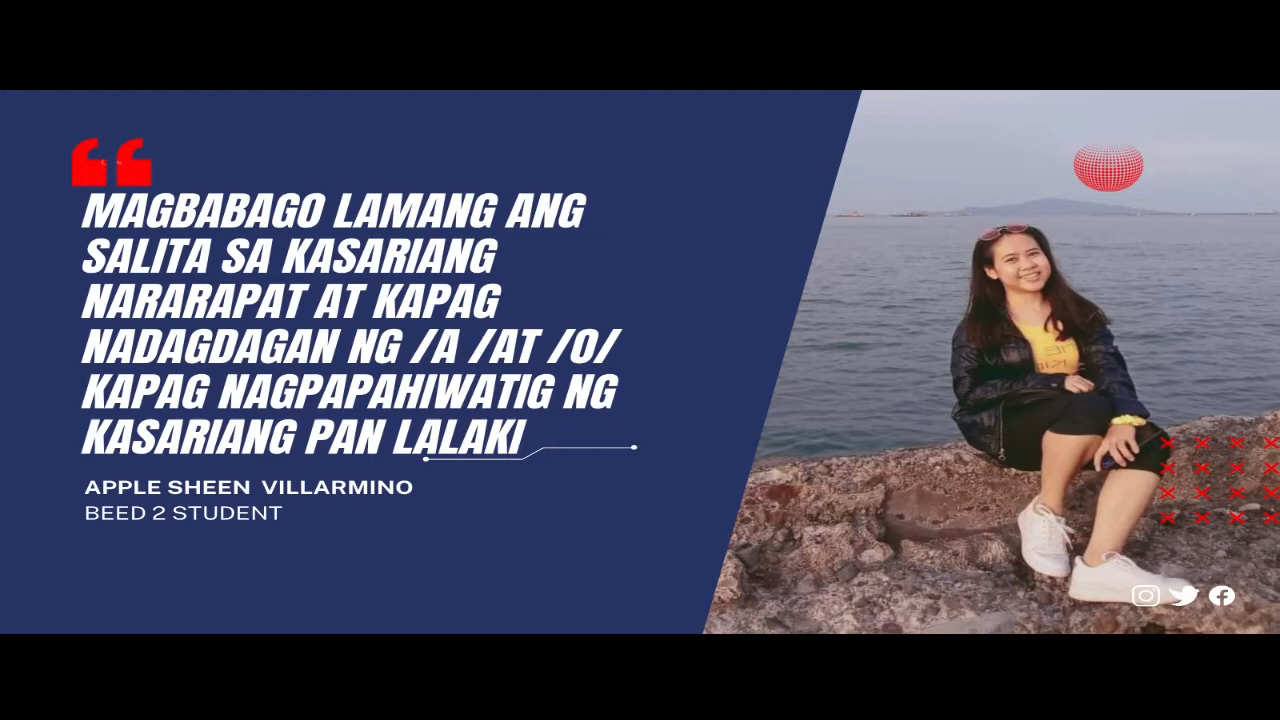 MAGBABAGO LAMANG ANG
SALITA SA KASARIANG
NARARAPAT AT KAPAG
NADAGDAGAN NG /A /AT /O/
KAPAG NAGPAPAHIWATIG NG
KASARIANG PAN LALAKI
APPLE SHEEN VILLARMINO
BEED 2 STUDENT